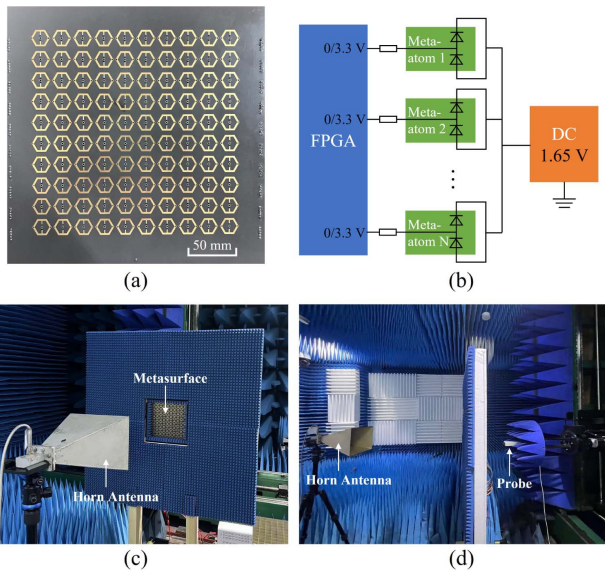 50 mm
(a)
FPGA
0/3.3 V
Meta-
atom 1
0/3.3 V
Meta-
atom 2
...
0/3.3 V
Meta-
atom N
DC
1.65 V
(b)
Metasurface
Horn Antenna
(c)
Horn Antenna
Probe
(d)